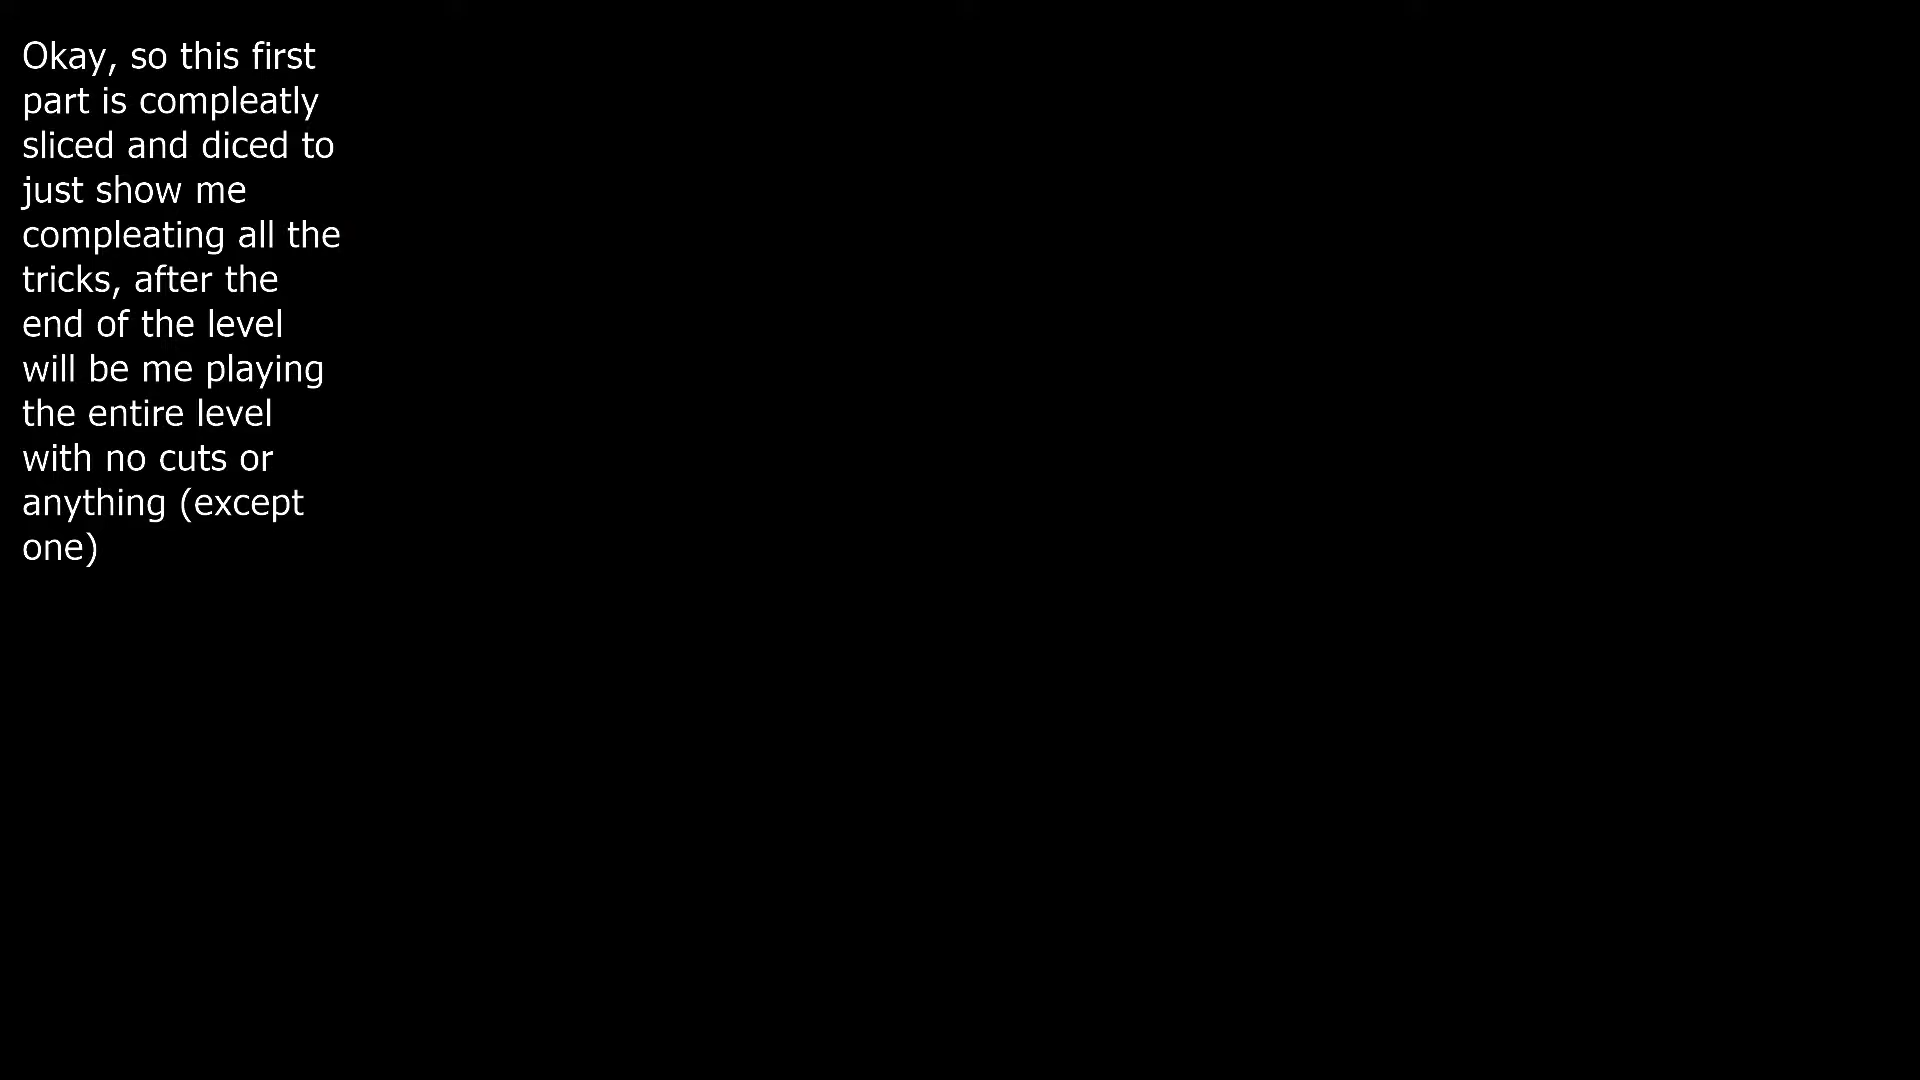 Okay, so this first
part is compleatly
sliced and diced to
just show me
compleating all the
tricks, after the
end of the level
will be me playing
the entire level
with no cuts or
anything (except
one)